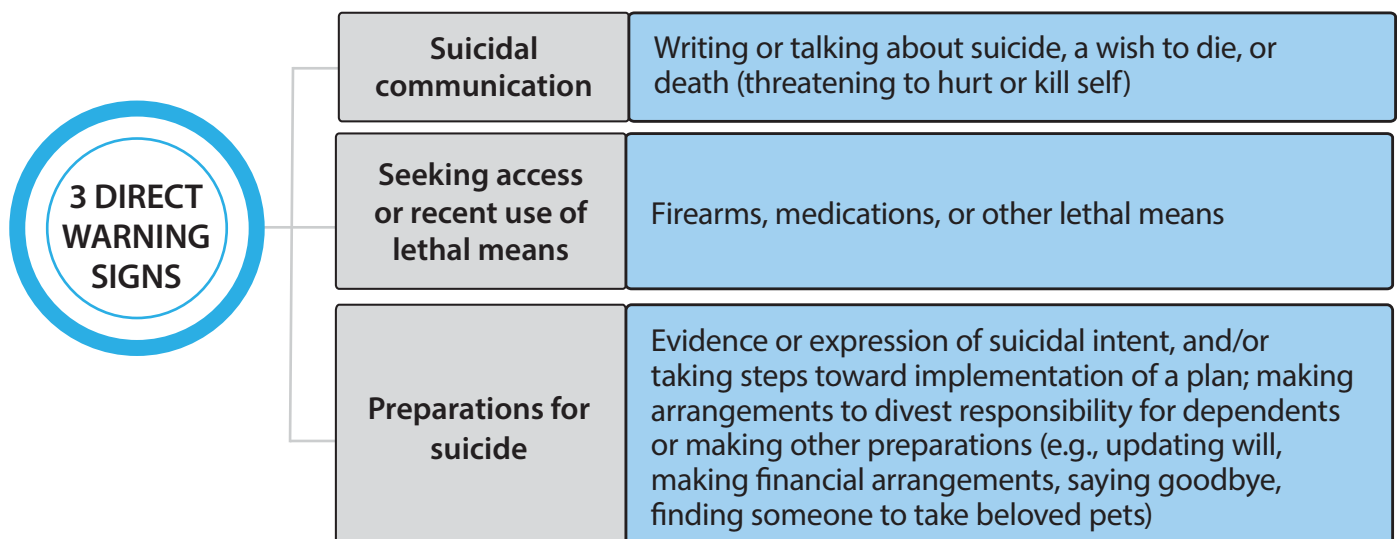 3 DIRECT
WARNING
SIGNS
Suicidal
communication
Writing or talking about suicide, a wish to die, or
death (threatening to hurt or kill self)
Seeking access
or recent use of
lethal means
Firearms, medications, or other lethal means
Preparations for
suicide
Evidence or expression of suicidal intent, and/or
taking steps toward implementation of a plan; making
arrangements to divest responsibility for dependents
or making other preparations (e.g., updating will,
making financial arrangements, saying goodbye,
finding someone to take beloved pets)